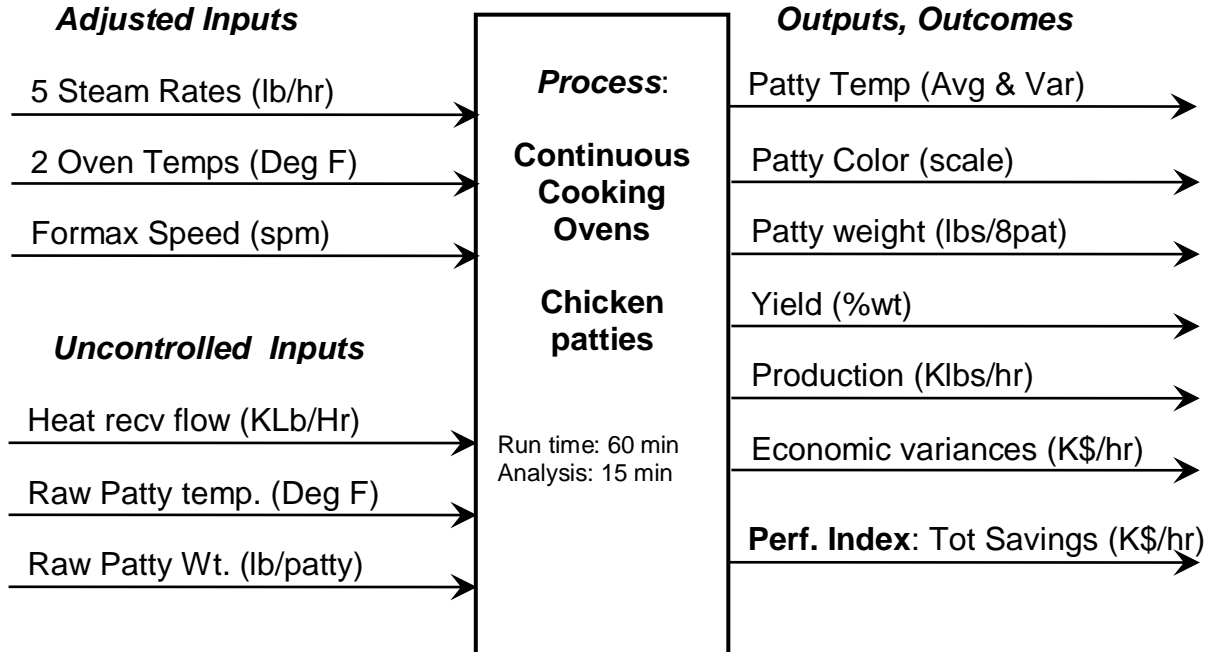 Adjusted Inputs
5 Steam Rates (lb/hr)
2 Oven Temps (Deg F)
Formax Speed (spm)
Uncontrolled Inputs
Heat recv flow (KLb/Hr)
Raw Patty temp. (Deg F)
Raw Patty Wt. (lb/patty)
Process:
Continuous
Cooking
Ovens
Chicken
patties
Run time: 60 min
Analysis: 15 min
Outputs, Outcomes
Patty Temp (Avg & Var)
Patty Color (scale)
Patty weight (lbs/8pat)
Yield (%wt)
Production (Klbs/hr)
Economic variances (K$/hr)
Perf. Index: Tot Savings (K$/hr)